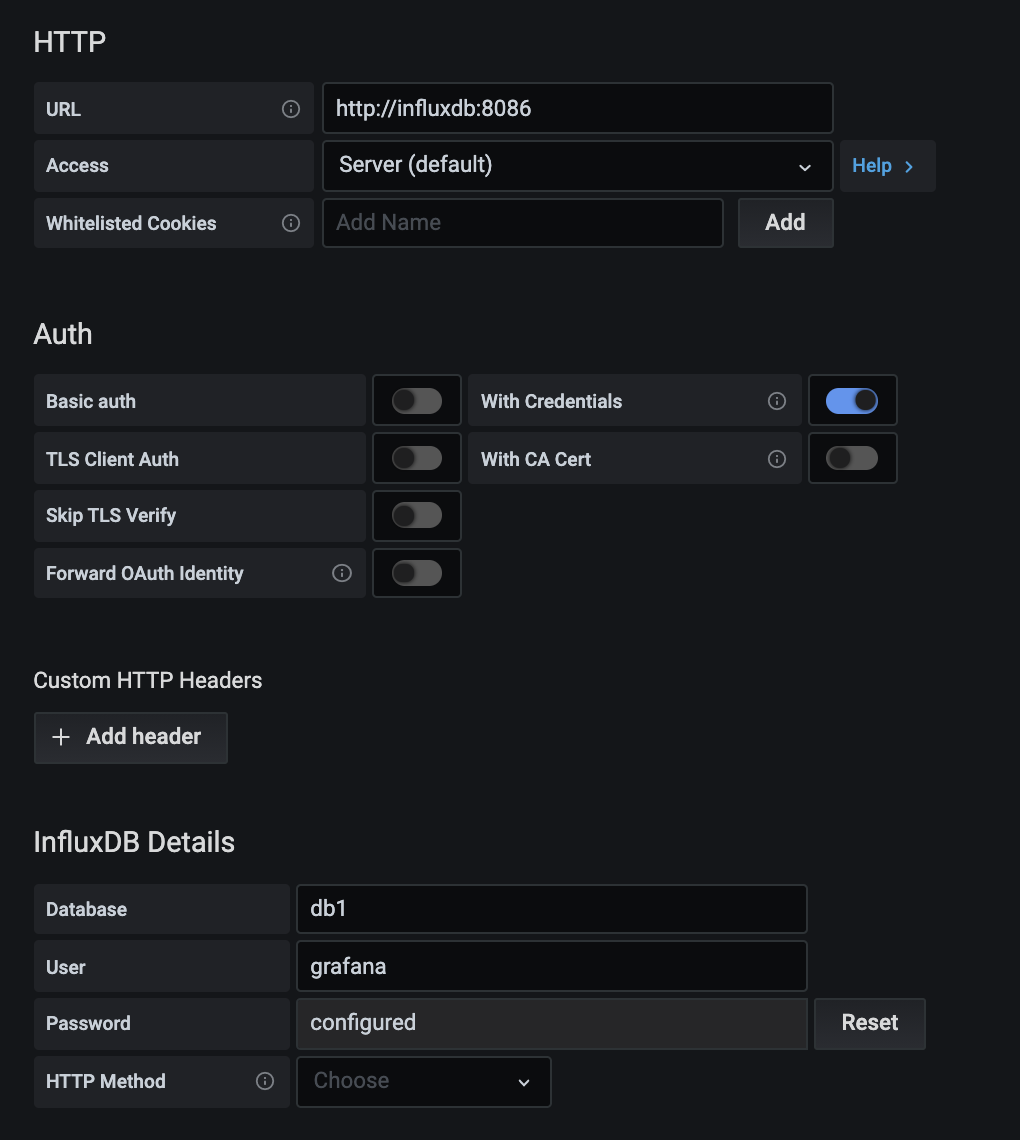 HTTP
URL http://influxdb:8086
Access Server (default) Help
Whitelisted Cookies Add Name Add
Auth
Basic auth With Credentials
TLS Client Auth With CA Cert
Skip TLS Verify
Forward OAuth Identity
Custom HTTP Headers
+ Add header
InfluxDB Details
Database db1
User grafana
Password configured Reset
HTTP Method Choose